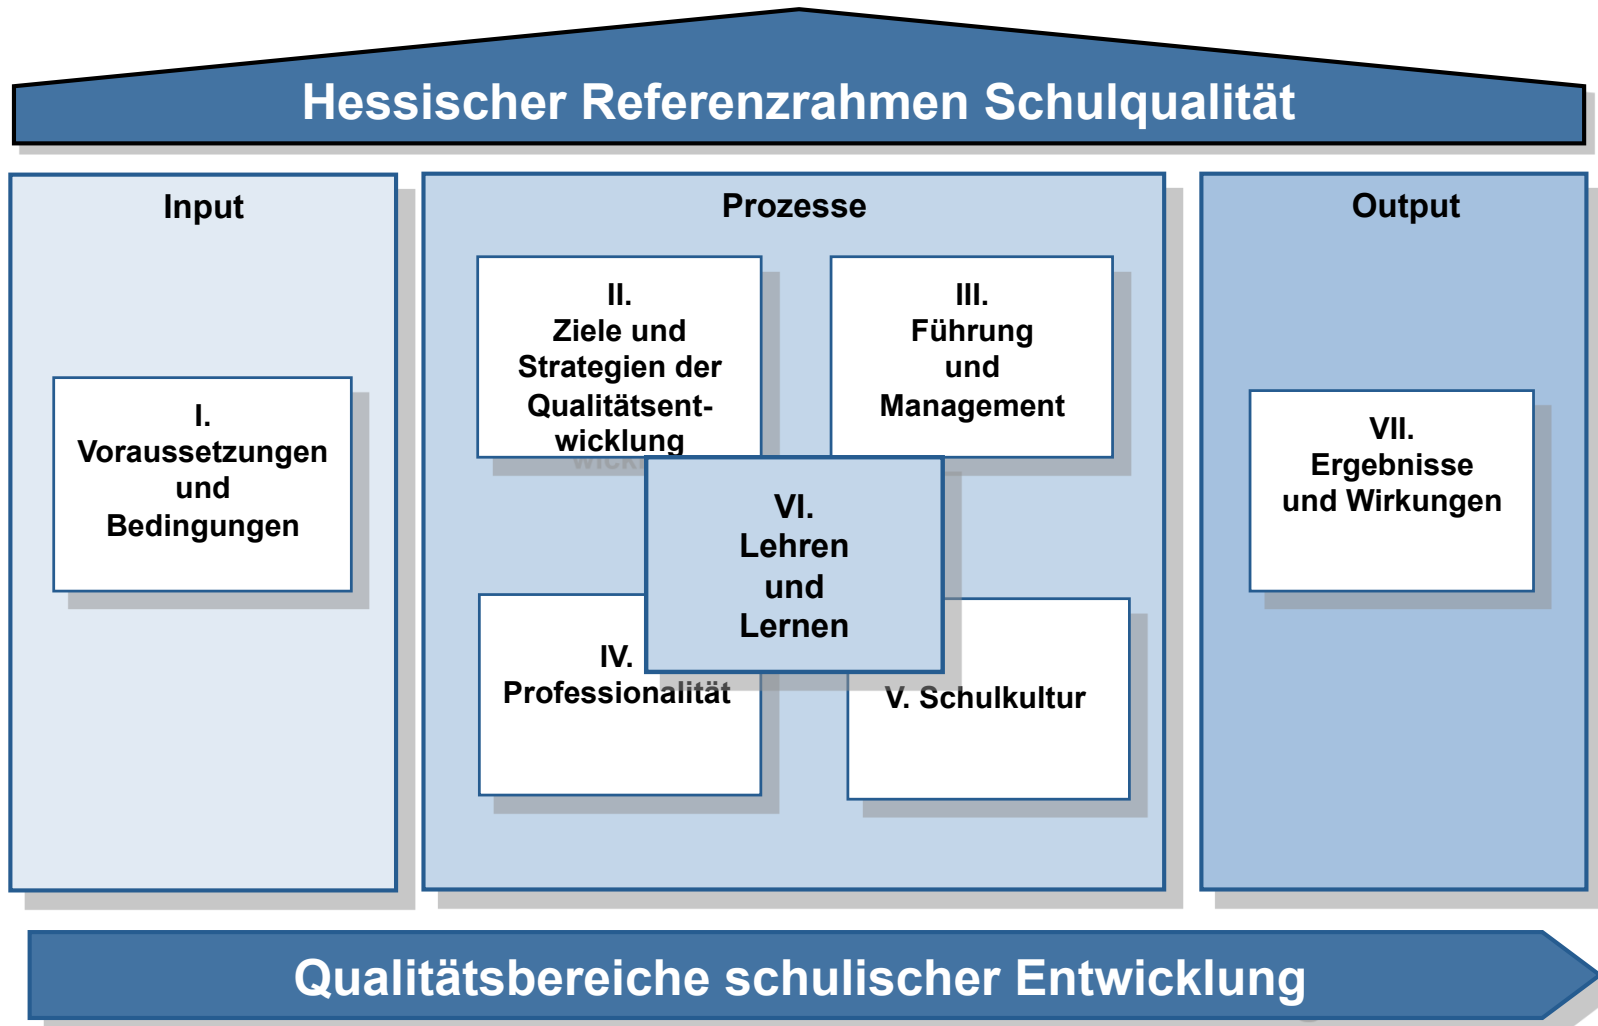 Hessischer Referenzrahmen Schulqualität
Input
I.
Voraussetzungen
und
Bedingungen
Prozesse
II.
Ziele und
Strategien der
Qualitätsent-
wicklung
III.
Führung
und
Management
VI.
Lehren
und
Lernen
IV.
Professionalität
V. Schulkultur
Output
VII.
Ergebnisse
und Wirkungen
Qualitätsbereiche schulischer Entwicklung